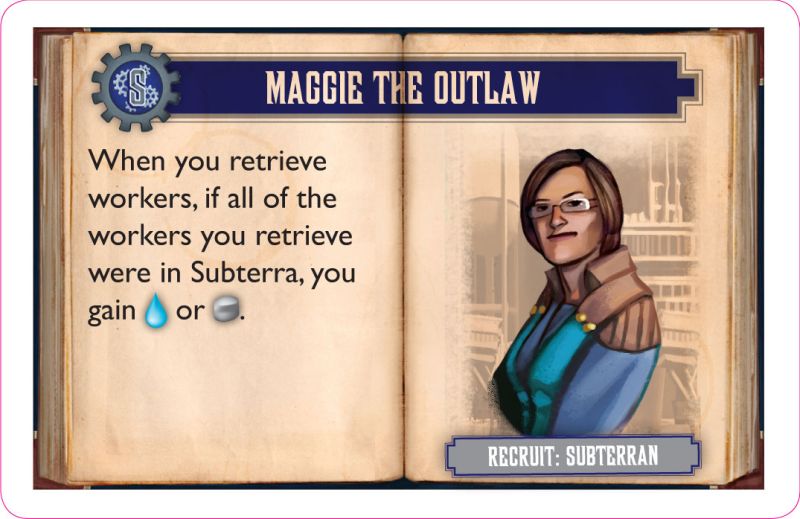 S
MAGGIE THE OUTLAW
When you retrieve
workers, if all of the
workers you retrieve
were in Subterra, you
gain or .
RECRUIT: SUBTERRAN